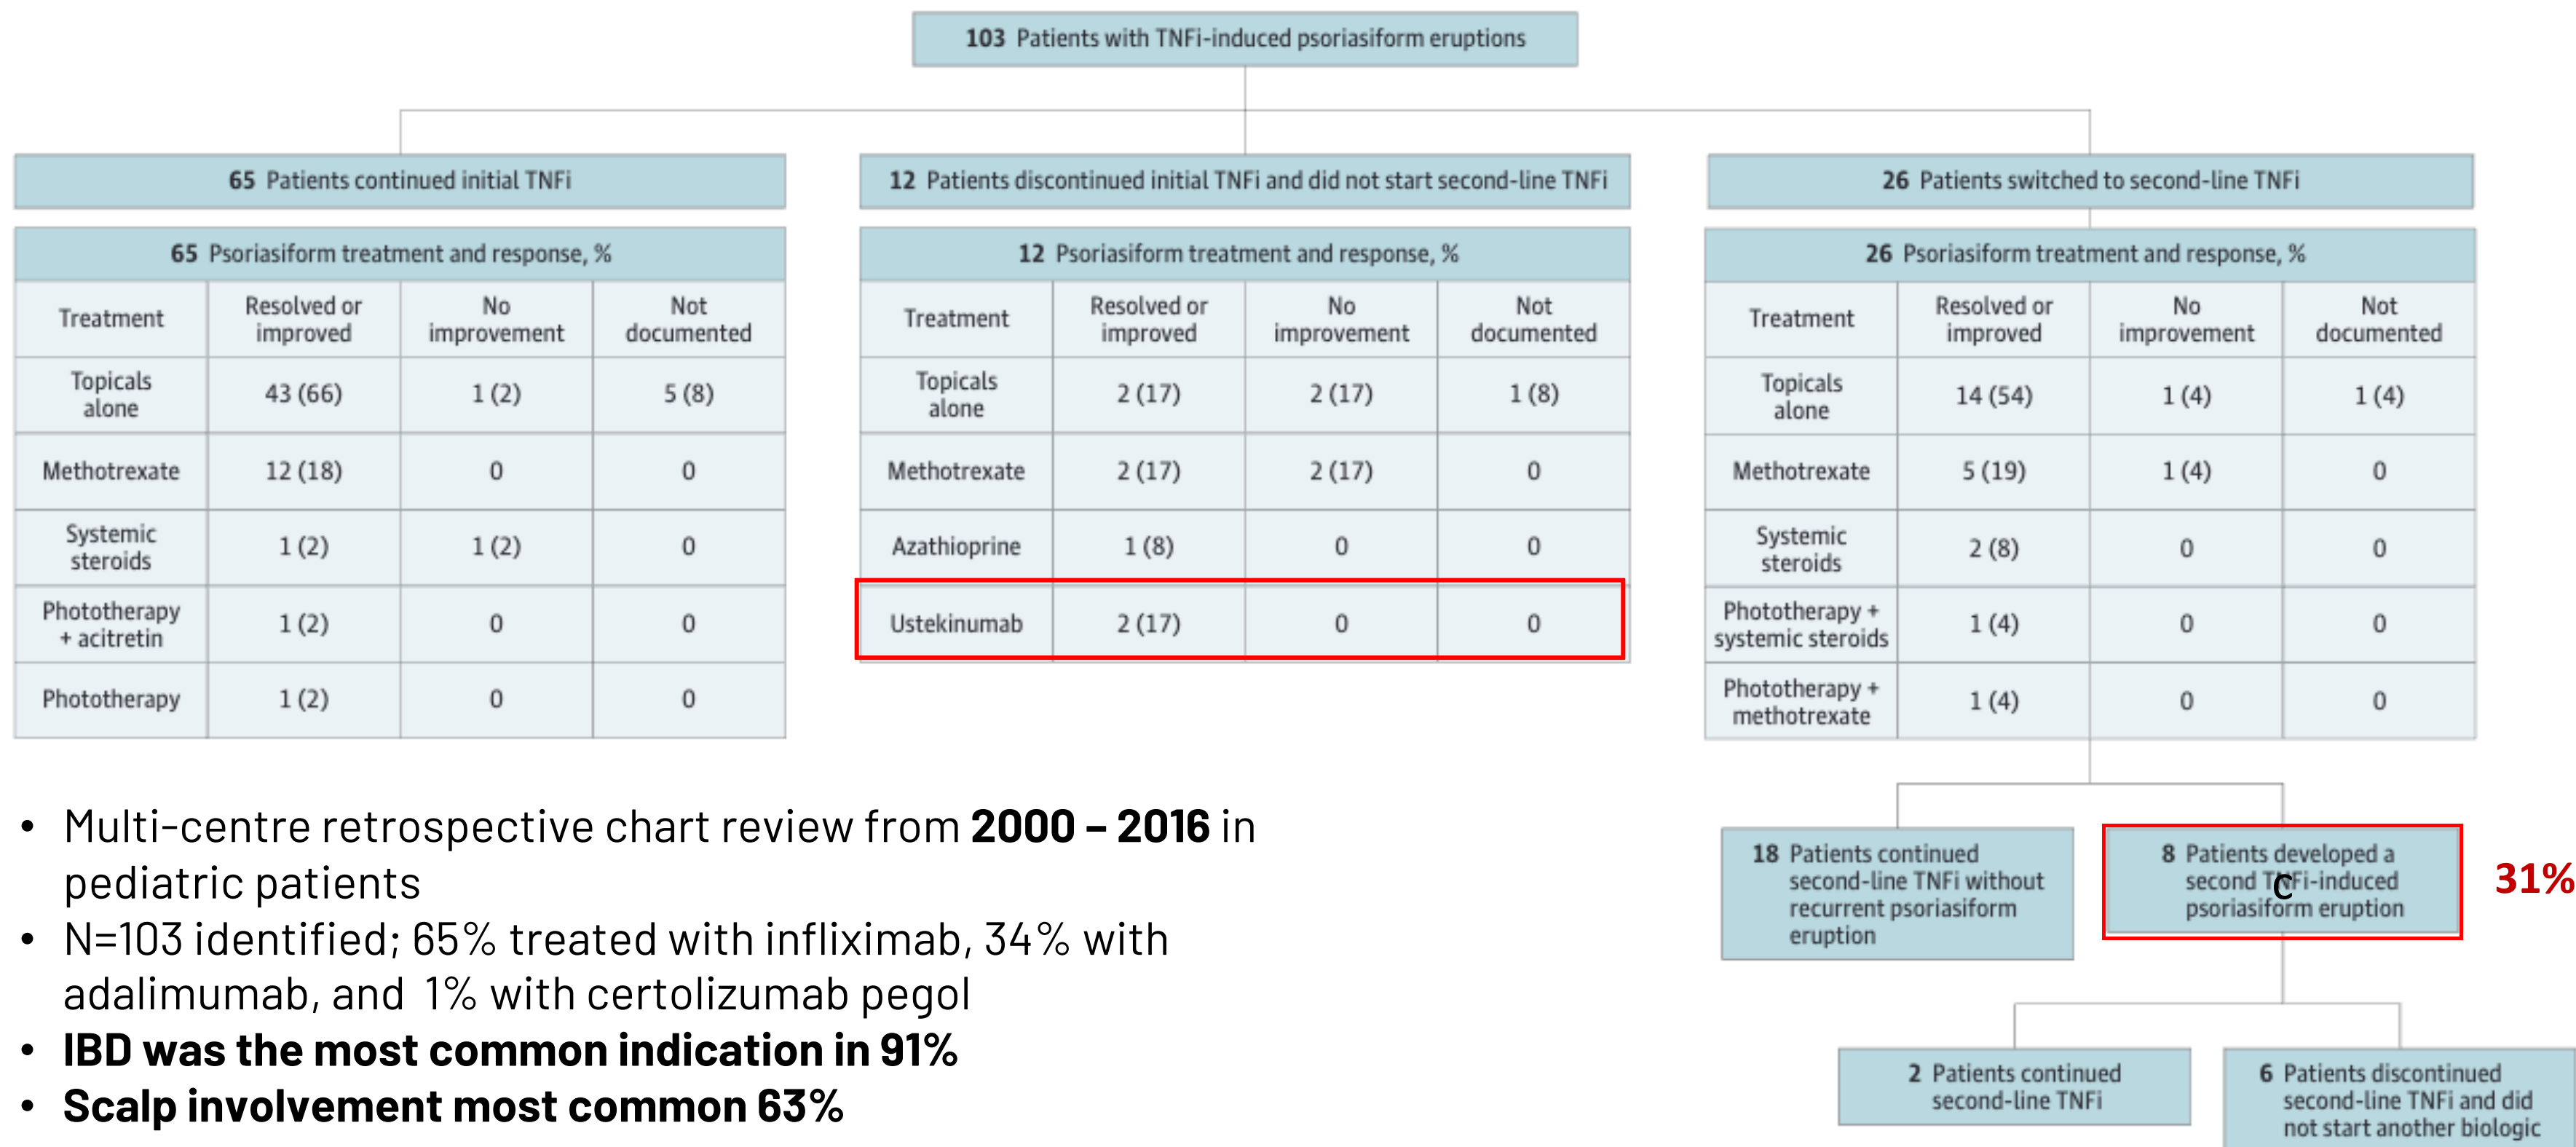 103 Patients with TNFi-induced psoriasiform eruptions
65 Patients continued initial TNFi
65 Psoriasiform treatment and response, %
Treatment
Resolved or
improved
No
improvement
Not
documented
Topicals
alone
43 (66)
1 (2)
5 (8)
Methotrexate
12 (18)
0
0
Systemic
steroids
1 (2)
1 (2)
0
Phototherapy
+ acitretin
1 (2)
0
0
Phototherapy
1 (2)
0
0
12 Patients discontinued initial TNFi and did not start second-line TNFi
12 Psoriasiform treatment and response, %
Treatment
Resolved or
improved
No
improvement
Not
documented
Topicals
alone
2 (17)
2 (17)
1 (8)
Methotrexate
2 (17)
2 (17)
0
Azathioprine
1 (8)
0
0
Ustekinumab
2 (17)
0
0
26 Patients switched to second-line TNFi
26 Psoriasiform treatment and response, %
Treatment
Resolved or
improved
No
improvement
Not
documented
Topicals
alone
14 (54)
1 (4)
1 (4)
Methotrexate
5 (19)
1 (4)
0
Systemic
steroids
2 (8)
0
0
Phototherapy +
systemic steroids
1 (4)
0
0
Phototherapy +
methotrexate
1 (4)
0
0
18 Patients continued
second-line TNFi without
recurrent psoriasiform
eruption
8 Patients developed a
second TNFi-induced
psoriasiform eruption
c
31%
2 Patients continued
second-line TNFi
6 Patients discontinued
second-line TNFi and did
not start another biologic
• Multi-centre retrospective chart review from 2000 – 2016 in
pediatric patients
• N=103 identified; 65% treated with infliximab, 34% with
adalimumab, and 1% with certolizumab pegol
• IBD was the most common indication in 91%
• Scalp involvement most common 63%